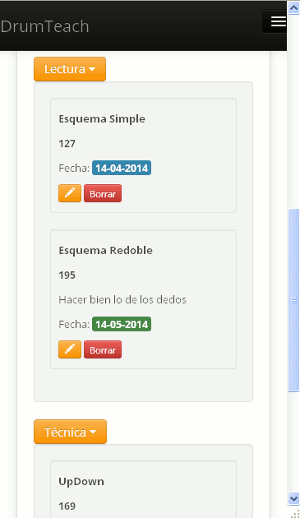 DrumTeach
Lectura
Esquema Simple
127
Fecha: 14-04-2014
Borrar
Esquema Redoble
195
Hacer bien lo de los dedos
Fecha: 14-05-2014
Borrar
Técnica
UpDown
169